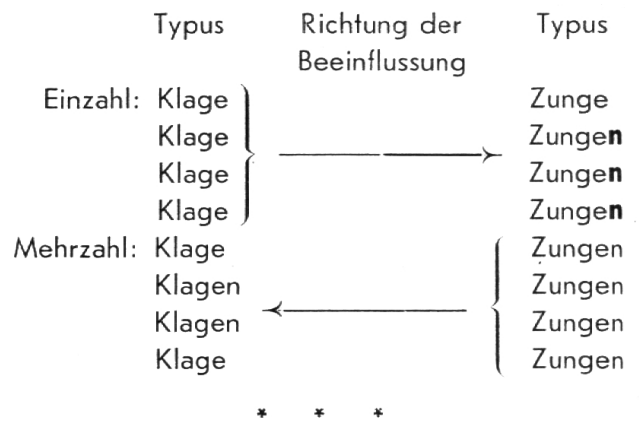 Typus Richtung der Typus
Beeinflussung
Einzahl: Klage Zunge
Klage Zungen
Klage Zungen
Klage Zungen
Mehrzahl: Klage Zungen
Klagen Zungen
Klagen Zungen
Klage Zungen
* * *